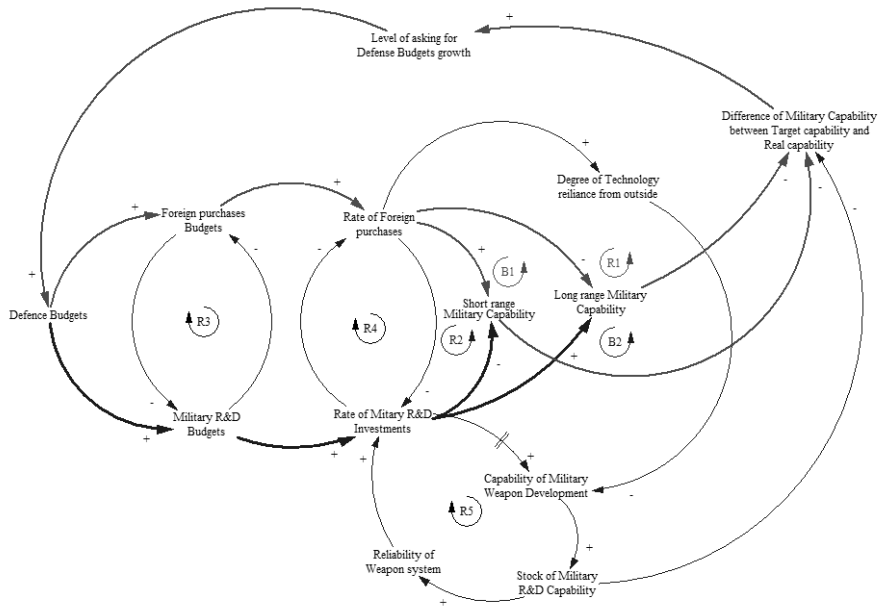 Level of asking for
Defense Budgets growth
+
Difference of Military Capability
between Target capability and
Real capability
+
Degree of Technology
reiliance from outside
-
-
-
+
Foreign purchases
Budgets
+
Rate of Foreign
purchases
-
-
+
B1
-
R1
+
Defence Budgets
R3
R4
Short range
Military Capability
Long range Military
Capability
R2
B2
-
+
-
-
Military R&D
Budgets
+
Rate of Mitary R&D
Investments
+
+
+
Capability of Military
Weapon Development
-
R5
+
Reliability of
Weapon system
Stock of Military
R&D Capability
+